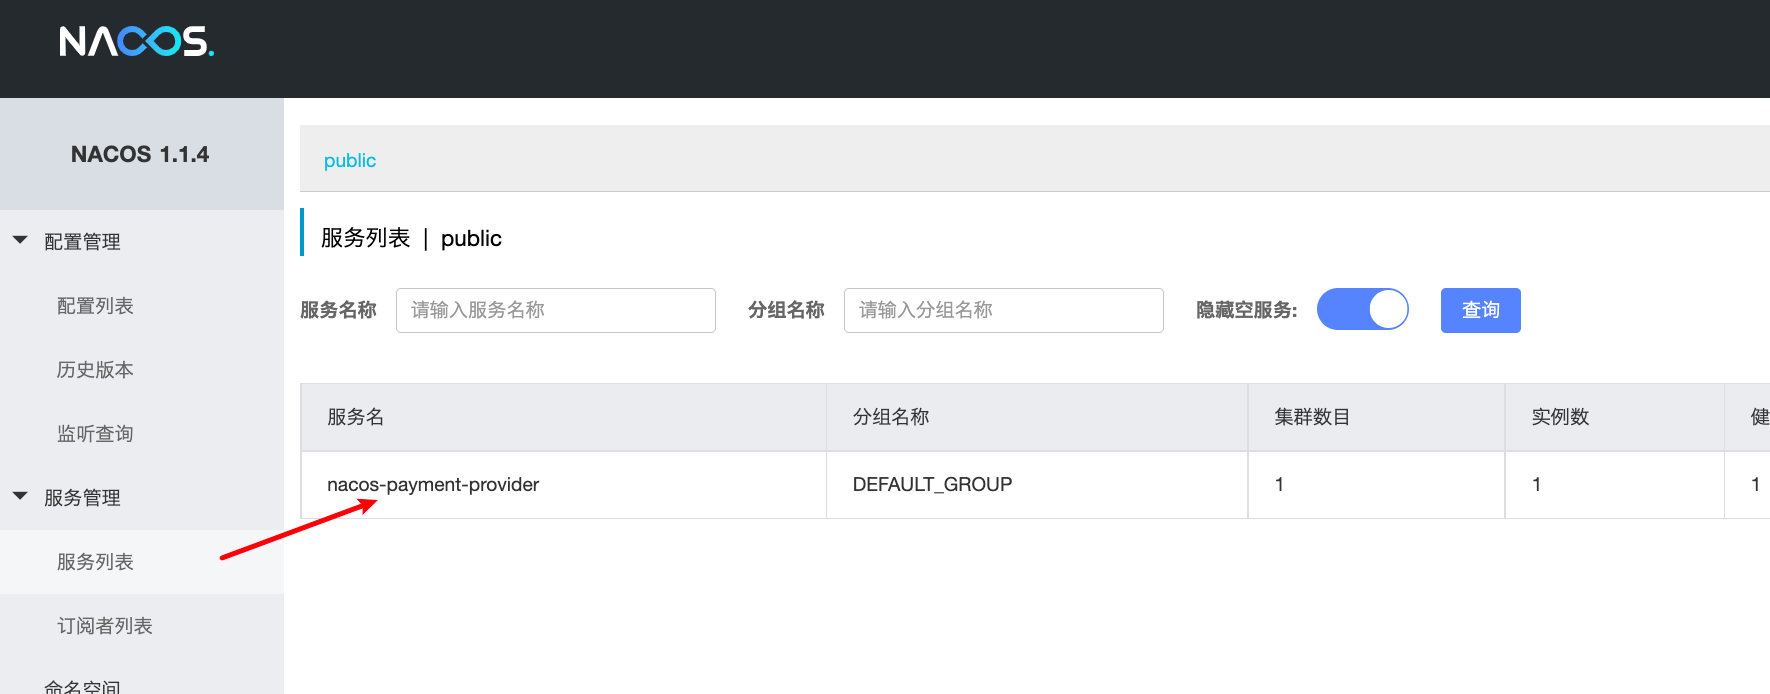 NACOS.
NACOS 1.1.4
配置管理
配置列表
历史版本
监听查询
服务管理
服务列表
订阅者列表
命名空间
public
服务列表 | public
服务名称 请输入服务名称 分组名称 请输入分组名称 隐藏空服务: 查询
服务名 分组名称 集群数目 实例数 健
nacos-payment-provider DEFAULT_GROUP 1 1 1